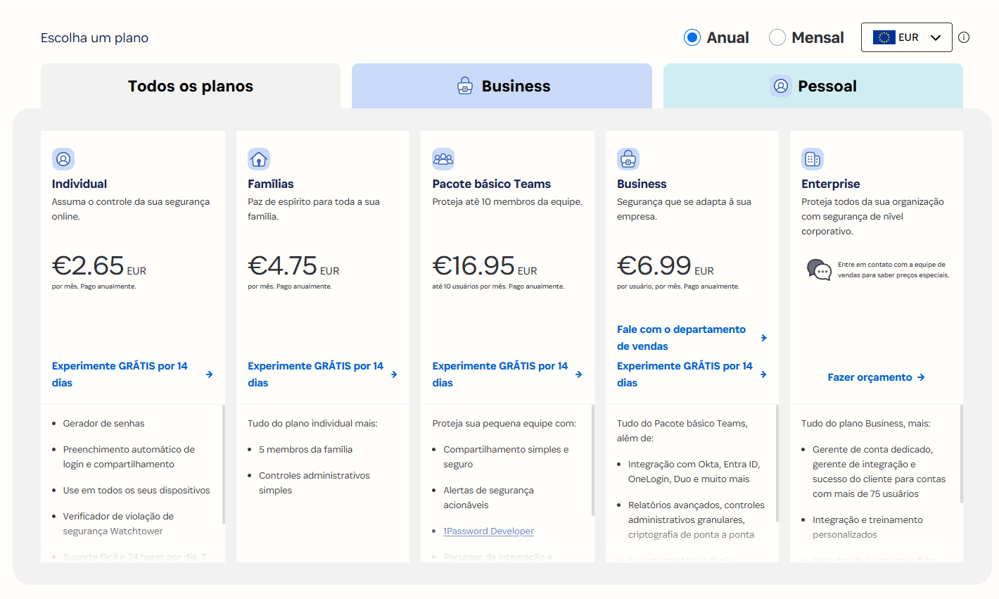 Escolha um plano
Anual
Mensal
EUR
Todos os planos
Business
Pessoal
Individual
Assuma o controle da sua segurança
online.
€2.65 EUR
por mês. Pago anualmente.
Experimente GRÁTIS por 14
dias
Gerador de senhas
Preenchimento automático de
login e compartilhamento
Use em todos os seus dispositivos
Verificador de violação de
segurança Watchtower
Suporte fácil e 24 horas por dia, 7
Famílias
Paz de espírito para toda a sua
família.
€4.75 EUR
por mês. Pago anualmente.
Experimente GRÁTIS por 14
dias
Tudo do plano individual mais:
5 membros da família
Controles administrativos
simples
Pacote básico Teams
Proteja até 10 membros da equipe.
€16.95 EUR
até 10 usuários por mês. Pago anualmente.
Experimente GRÁTIS por 14
dias
Proteja sua pequena equipe com:
Compartilhamento simples e
seguro
Alertas de segurança
acionáveis
1Password Developer
Recursos de integração e
Business
Segurança que se adapta à sua
empresa.
€6.99 EUR
por usuário, por mês. Pago anualmente.
Fale com o departamento
de vendas
Experimente GRÁTIS por 14
dias
Tudo do Pacote básico Teams,
além de:
Integração com Okta, Entra ID,
OneLogin, Duo e muito mais
Relatórios avançados, controles
administrativos granulares,
criptografia de ponta a ponta
Suporte telefônico fácil e
Enterprise
Proteja todos da sua organização
com segurança de nível
corporativo.
Entre em contato com a equipe de
vendas para saber preços especiais.
Fazer orçamento
Tudo do plano Business, mais:
Gerente de conta dedicado,
gerente de integração e
sucesso do cliente para contas
com mais de 75 usuários
Integração e treinamento
personalizados
Períodos de teste estendidos